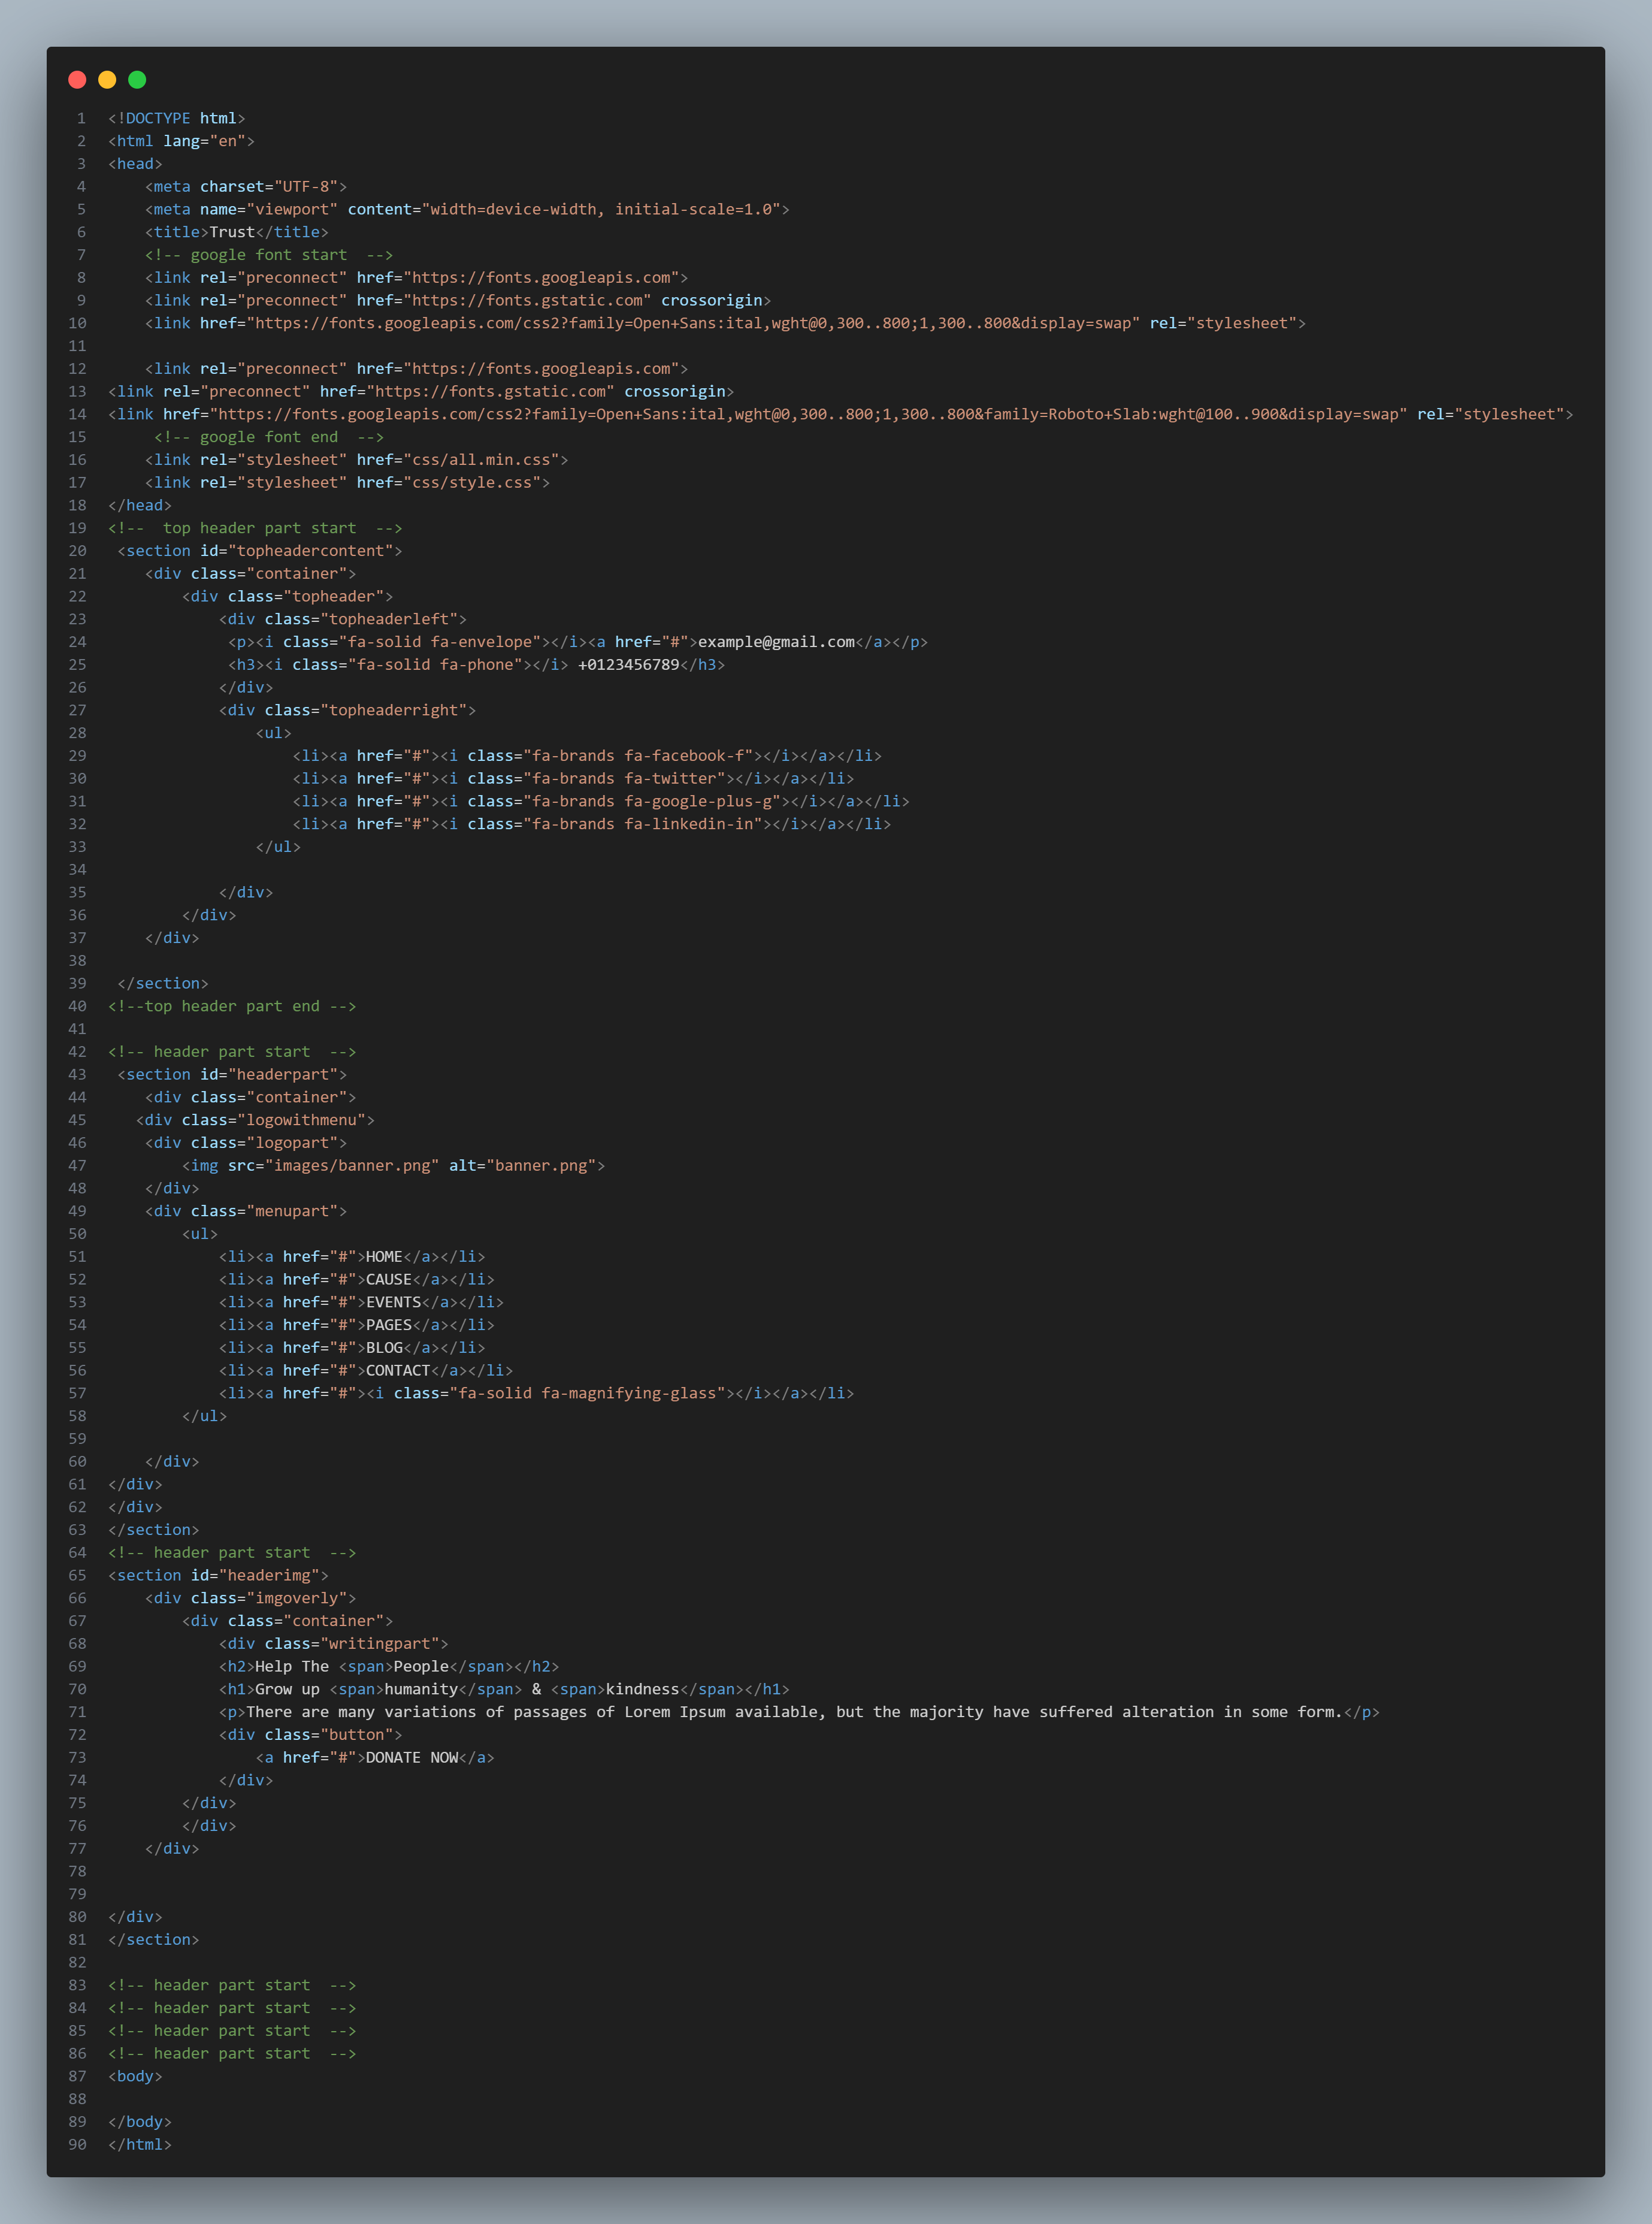 1 <!DOCTYPE html>
2 <html lang="en">
3 <head>
4     <meta charset="UTF-8">
5     <meta name="viewport" content="width=device-width, initial-scale=1.0">
6     <title>Trust</title>
7     <!-- google font start  -->
8     <link rel="preconnect" href="https://fonts.googleapis.com">
9     <link rel="preconnect" href="https://fonts.gstatic.com" crossorigin>
10     <link href="https://fonts.googleapis.com/css2?family=Open+Sans:ital,wght@0,300..800;1,300..800&display=swap" rel="stylesheet">
11
12     <link rel="preconnect" href="https://fonts.googleapis.com">
13 <link rel="preconnect" href="https://fonts.gstatic.com" crossorigin>
14 <link href="https://fonts.googleapis.com/css2?family=Open+Sans:ital,wght@0,300..800;1,300..800&family=Roboto+Slab:wght@100..900&display=swap" rel="stylesheet">
15      <!-- google font end  -->
16     <link rel="stylesheet" href="css/all.min.css">
17     <link rel="stylesheet" href="css/style.css">
18 </head>
19 <!--  top header part start  -->
20  <section id="topheadercontent">
21     <div class="container">
22         <div class="topheader">
23             <div class="topheaderleft">
24              <p><i class="fa-solid fa-envelope"></i><a href="#">example@gmail.com</a></p>
25              <h3><i class="fa-solid fa-phone"></i> +0123456789</h3>
26             </div>
27             <div class="topheaderright">
28                 <ul>
29                     <li><a href="#"><i class="fa-brands fa-facebook-f"></i></a></li>
30                     <li><a href="#"><i class="fa-brands fa-twitter"></i></a></li>
31                     <li><a href="#"><i class="fa-brands fa-google-plus-g"></i></a></li>
32                     <li><a href="#"><i class="fa-brands fa-linkedin-in"></i></a></li>
33                 </ul>
34
35             </div>
36         </div>
37     </div>
38
39  </section>
40 <!--top header part end -->
41
42 <!-- header part start  -->
43  <section id="headerpart">
44     <div class="container">
45    <div class="logowithmenu">
46     <div class="logopart">
47         <img src="images/banner.png" alt="banner.png">
48     </div>
49     <div class="menupart">
50         <ul>
51             <li><a href="#">HOME</a></li>
52             <li><a href="#">CAUSE</a></li>
53             <li><a href="#">EVENTS</a></li>
54             <li><a href="#">PAGES</a></li>
55             <li><a href="#">BLOG</a></li>
56             <li><a href="#">CONTACT</a></li>
57             <li><a href="#"><i class="fa-solid fa-magnifying-glass"></i></a></li>
58         </ul>
59
60     </div>
61 </div>
62 </div>
63 </section>
64 <!-- header part start  -->
65 <section id="headerimg">
66     <div class="imgoverly">
67         <div class="container">
68             <div class="writingpart">
69             <h2>Help The <span>People</span></h2>
70             <h1>Grow up <span>humanity</span> & <span>kindness</span></h1>
71             <p>There are many variations of passages of Lorem Ipsum available, but the majority have suffered alteration in some form.</p>
72             <div class="button">
73                 <a href="#">DONATE NOW</a>
74             </div>
75         </div>
76         </div>
77     </div>
78
79
80 </div>
81 </section>
82
83 <!-- header part start  -->
84 <!-- header part start  -->
85 <!-- header part start  -->
86 <!-- header part start  -->
87 <body>
88
89 </body>
90 </html>